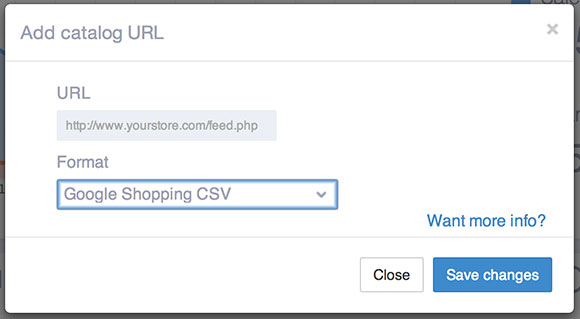 Add catalog URL
×
URL
http://www.yourstore.com/feed.php
Format
Google Shopping CSV
Want more info?
Close
Save changes